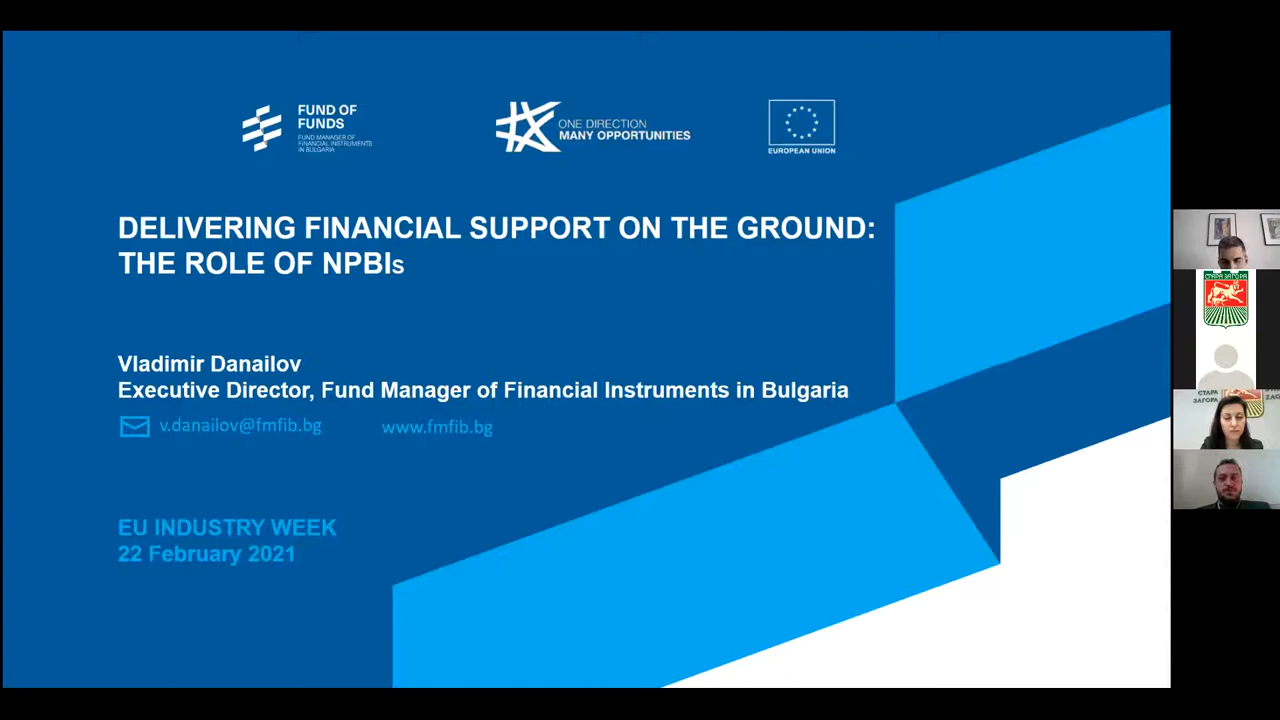 FUND OF
FUNDS
FUND MANAGER OF
FINANCIAL INSTRUMENTS
IN BULGARIA
ONE DIRECTION
MANY OPPORTUNITIES
EUROPEAN UNION
DELIVERING FINANCIAL SUPPORT ON THE GROUND:
THE ROLE OF NPBIs
Vladimir Danailov
Executive Director, Fund Manager of Financial Instruments in Bulgaria
v.danailov@fmfib.bg www.fmfib.bg
EU INDUSTRY WEEK
22 February 2021
СТАРА ЗАГОРА
СТАРА
ЗАГОРА